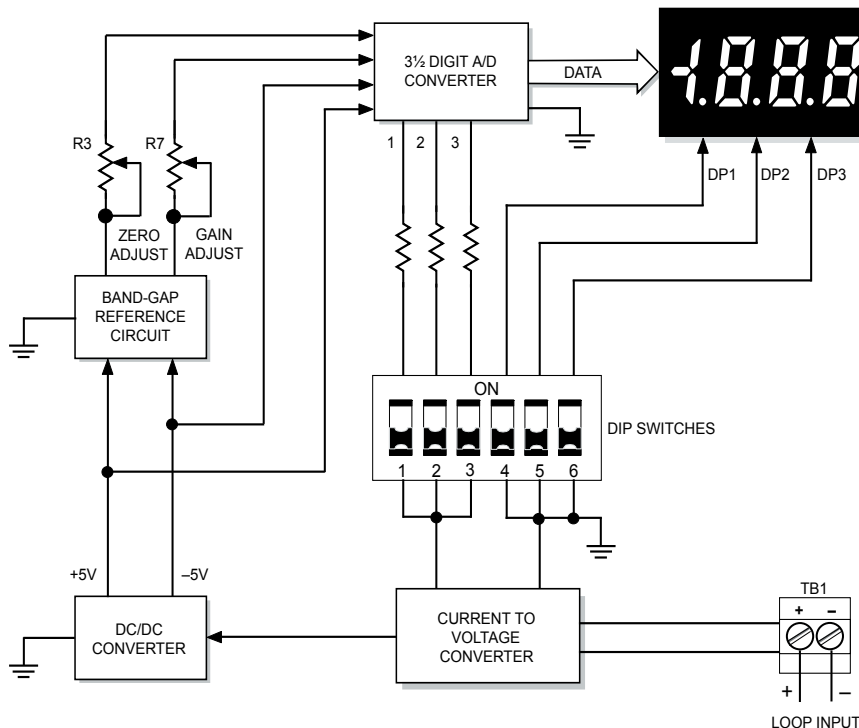 3½ DIGIT A/D
CONVERTER
DATA
-1.8.8.8
R3
R7
1 2 3
DP1
DP2
DP3
ZERO
ADJUST
GAIN
ADJUST
BAND-GAP
REFERENCE
CIRCUIT
ON
DIP SWITCHES
1 2 3 4 5 6
+5V
–5V
DC/DC
CONVERTER
CURRENT TO
VOLTAGE
CONVERTER
TB1
+ –
+ –
LOOP INPUT